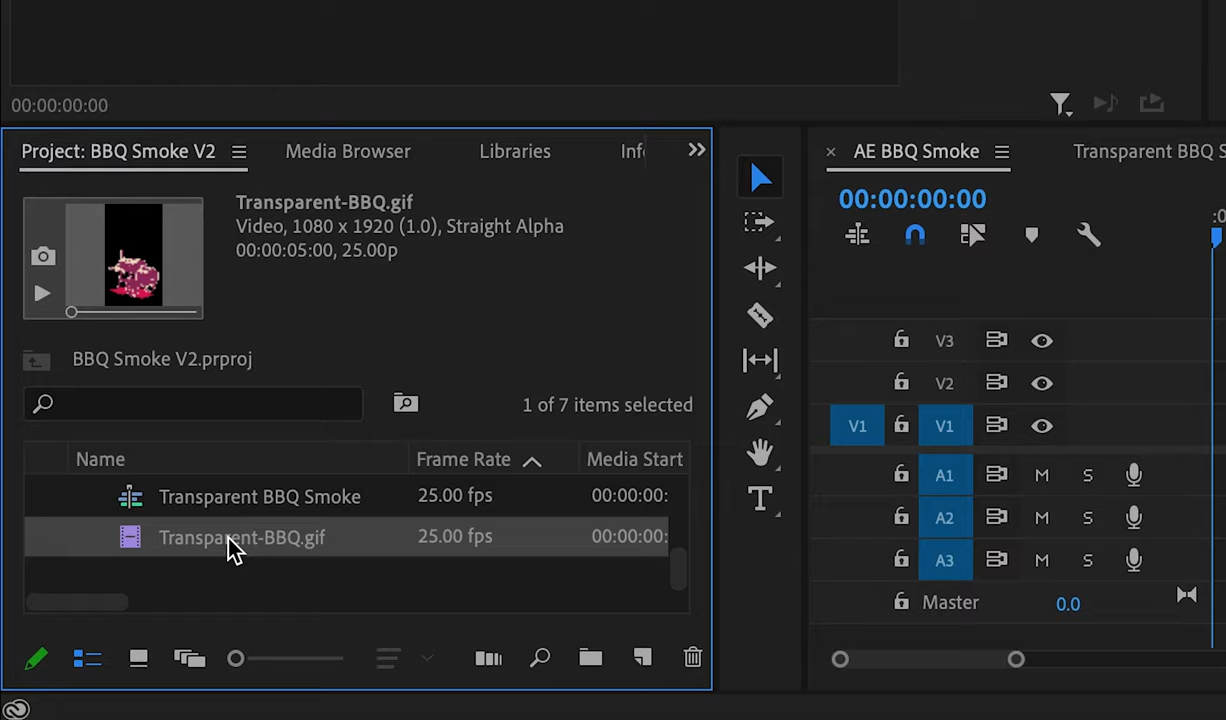 00:00:00:00
Project: BBQ Smoke V2
Media Browser
Libraries
Info
Transparent-BBQ.gif
Video, 1080 x 1920 (1.0), Straight Alpha
00:00:05:00, 25.00p
BBQ Smoke V2.prproj
1 of 7 items selected
Name
Frame Rate
Media Start
Transparent BBQ Smoke
25.00 fps
00:00:00:
Transparent-BBQ.gif
25.00 fps
00:00:00:
× AE BBQ Smoke
Transparent BBQ S
00:00:00:00
:0
V3
V2
V1 V1
A1 M S
A2 M S
A3 M S
Master 0.0